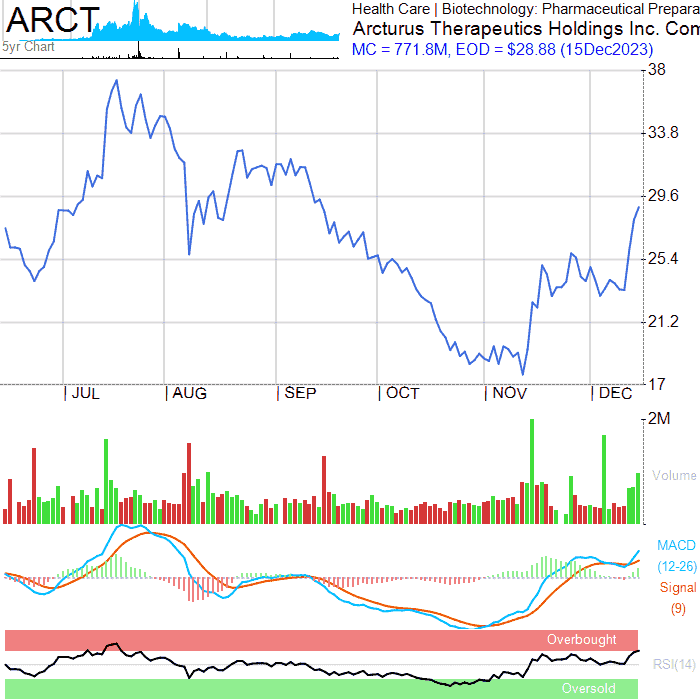 ARCT
5yr Chart
Health Care | Biotechnology: Pharmaceutical Prepara
Arcturus Therapeutics Holdings Inc. Com
MC = 771.8M, EOD = $28.88 (15Dec2023)
38
33.8
29.6
25.4
21.2
17
JUL
AUG
SEP
OCT
NOV
DEC
2M
Volume
MACD
(12-26)
Signal
(9)
Overbought
RSI(14)
Oversold